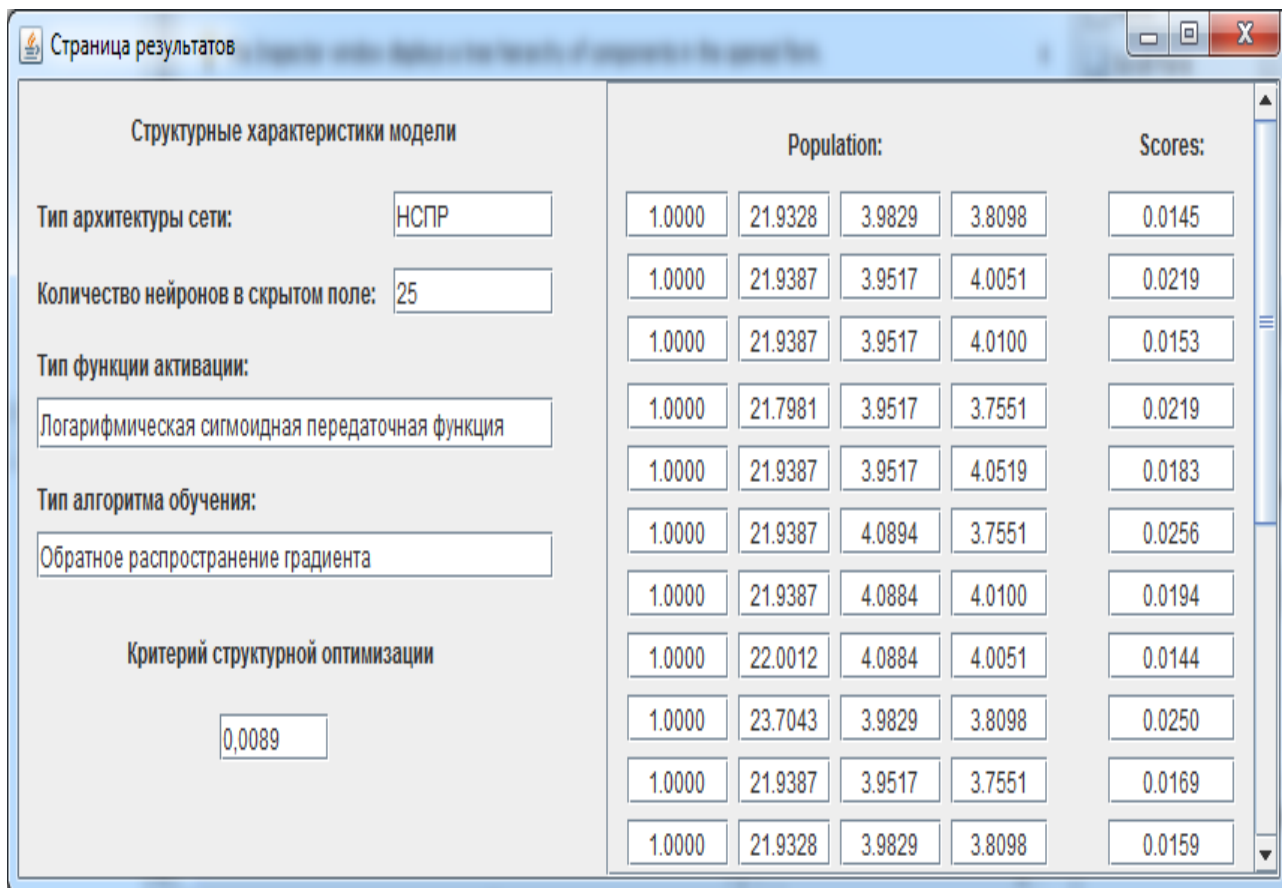 Страница результатов
Структурные характеристики модели
Тип архитектуры сети: НСПР
Количество нейронов в скрытом поле: 25
Тип функции активации:
Логарифмическая сигмоидная передаточная функция
Тип алгоритма обучения:
Обратное распространение градиента
Критерий структурной оптимизации
0,0089
Population: Scores:
1.0000 21.9328 3.9829 3.8098 0.0145
1.0000 21.9387 3.9517 4.0051 0.0219
1.0000 21.9387 3.9517 4.0100 0.0153
1.0000 21.7981 3.9517 3.7551 0.0219
1.0000 21.9387 3.9517 4.0519 0.0183
1.0000 21.9387 4.0894 3.7551 0.0256
1.0000 21.9387 4.0884 4.0100 0.0194
1.0000 22.0012 4.0884 4.0051 0.0144
1.0000 23.7043 3.9829 3.8098 0.0250
1.0000 21.9387 3.9517 3.7551 0.0169
1.0000 21.9328 3.9829 3.8098 0.0159